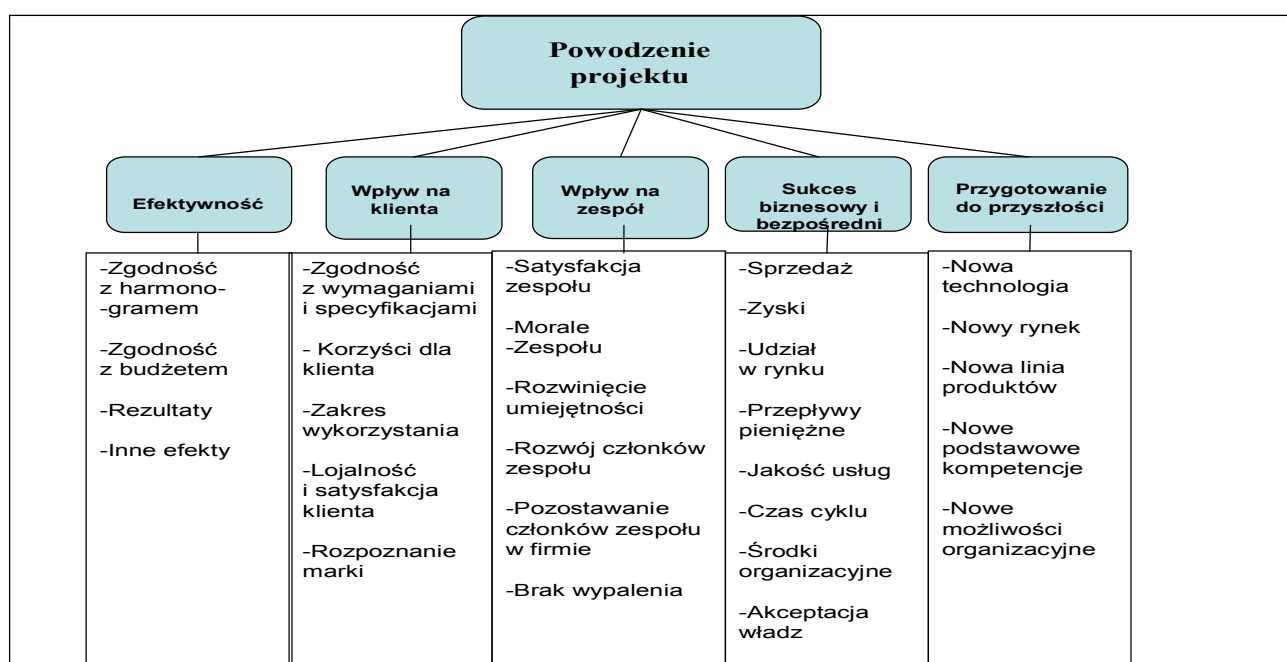 Powodzenie
projektu
Efektywność
-Zgodność
z harmono-
-gramem
-Zgodność
z budżetem
-Rezultaty
-Inne efekty
Wpływ na
klienta
-Zgodność
z wymaganiami
i specyfikacjami
- Korzyści dla
klienta
-Zakres
wykorzystania
-Lojalność
i satysfakcja
klienta
-Rozpoznanie
marki
Wpływ na
zespół
-Satysfakcja
zespołu
-Morale
-Zespołu
-Rozwinięcie
umiejętności
-Rozwój członków
zespołu
-Pozostawanie
członków zespołu
w firmie
-Brak wypalenia
Sukces
biznesowy i
bezpośredni
-Sprzedaż
-Zyski
-Udział
w rynku
-Przepływy
pieniężne
-Jakość usług
-Czas cyklu
-Środki
organizacyjne
-Akceptacja
władz
Przygotowanie
do przyszłości
-Nowa
technologia
-Nowy rynek
-Nowa linia
produktów
-Nowe
podstawowe
kompetencje
-Nowe
możliwości
organizacyjne